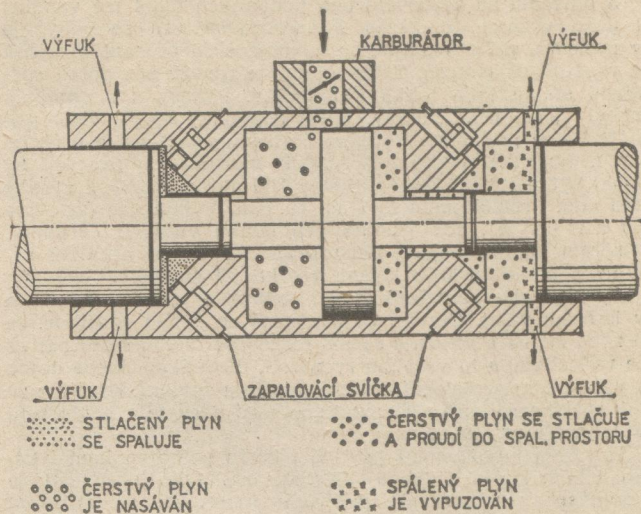 VÝFUK
KARBURÁTOR
VÝFUK
VÝFUK
ZAPALOVACÍ SVÍČKA
VÝFUK
STLAČENÝ PLYN
SE SPALUJE
ČERSTVÝ PLYN SE STLAČUJE
A PROUDÍ DO SPAL. PROSTORU
ČERSTVÝ PLYN
JE NASÁVÁN
SPÁLENÝ PLYN
JE VYPUZOVÁN